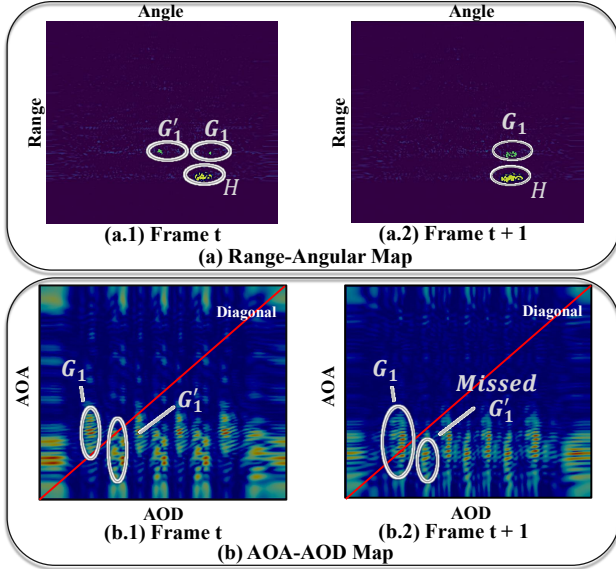 Angle Angle
Range
G′₁ G₁
H
Range
G₁
H
(a.1) Frame t (a.2) Frame t + 1
(a) Range-Angular Map
AOA
Diagonal
G₁
G′₁
AOA
Diagonal
G₁ Missed
G′₁
AOD AOD
(b.1) Frame t (b.2) Frame t + 1
(b) AOA-AOD Map